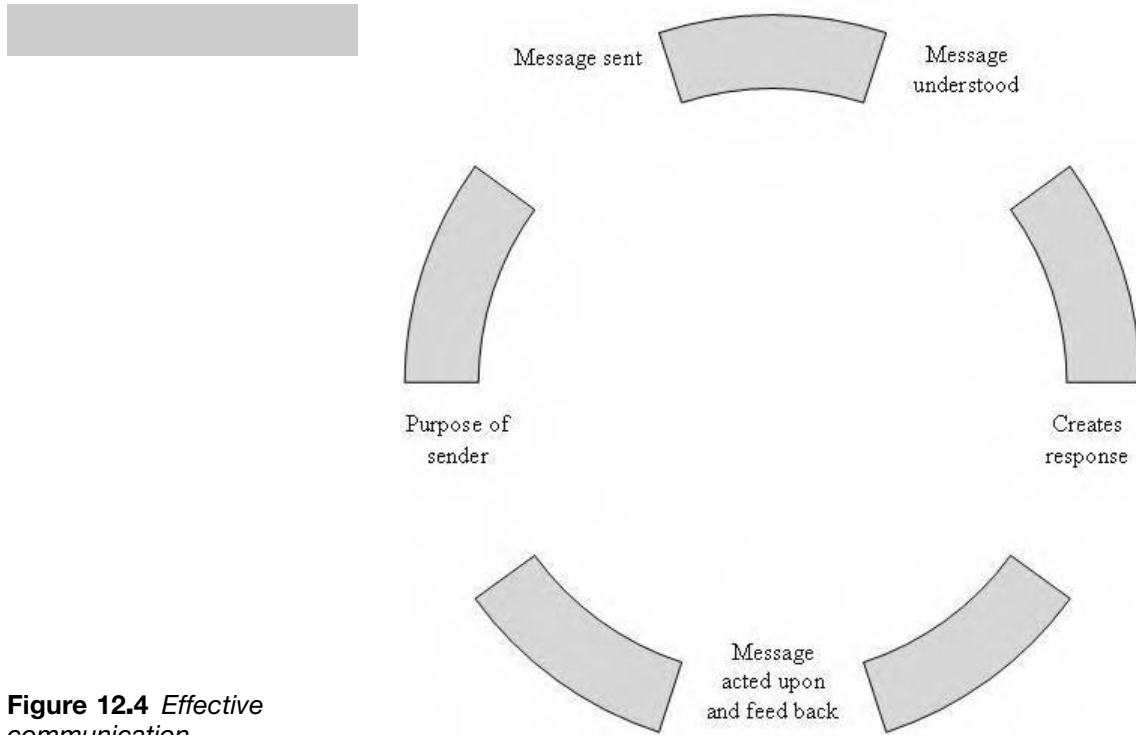 Message sent
Message
understood
Purpose of
sender
Creates
response
Message
acted upon
and feed back
Figure 12.4 Effective
communication